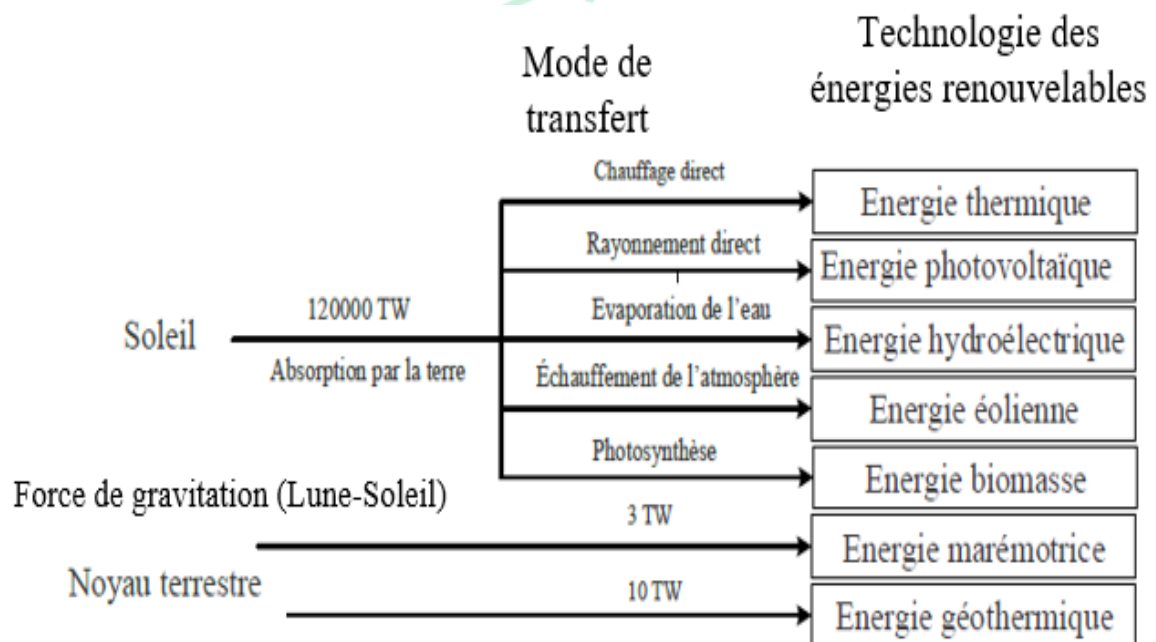 Mode de
transfert
Technologie des
énergies renouvelables
Chauffage direct
Energie thermique
Rayonnement direct
Energie photovoltaïque
120000 TW
Evaporation de l'eau
Soleil
Energie hydroélectrique
Absorption par la terre
Échauffement de l'atmosphère
Energie éolienne
Photosynthèse
Energie biomasse
Force de gravitation (Lune-Soleil)
3 TW
Energie marémotrice
Noyau terrestre
10 TW
Energie géothermique